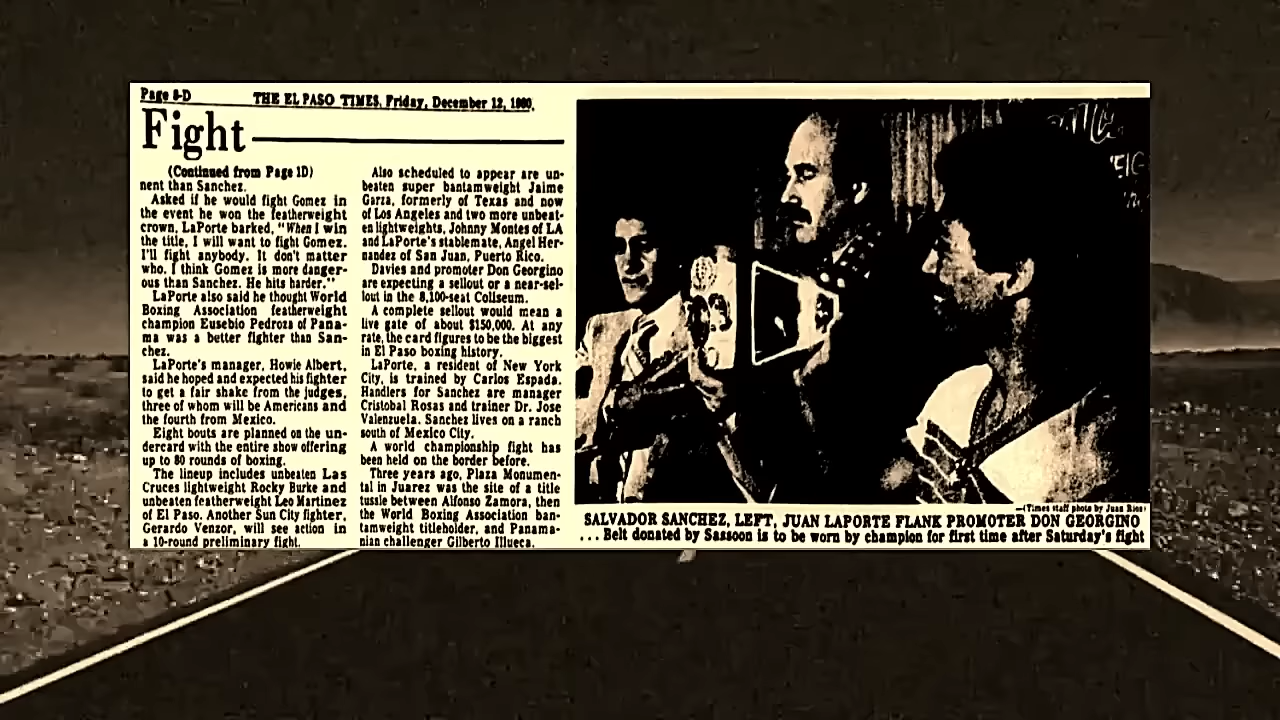 Page 8-D
THE EL PASO TIMES, Friday, December 12, 1980.
Fight
(Continued from Page 1D)
nent than Sanchez.
Asked if he would fight Gomez in
the event he won the featherweight
crown, LaPorte barked, "When I win
the title, I will want to fight Gomez.
I'll fight anybody. It don't matter
who. I think Gomez is more danger-
ous than Sanchez. He hits harder."
LaPorte also said he thought World
Boxing Association featherweight
champion Eusebio Pedroza of Pana-
ma was a better fighter than San-
chez.
LaPorte's manager, Howie Albert,
said he hoped and expected his fighter
to get a fair shake from the judges,
three of whom will be Americans and
the fourth from Mexico.
Eight bouts are planned on the un-
dercard with the entire show offering
up to 80 rounds of boxing.
The lineup includes unbeaten Las
Cruces lightweight Rocky Burke and
unbeaten featherweight Leo Martinez
of El Paso. Another Sun City fighter,
Gerardo Venzor, will see action in
a 10-round preliminary fight.
Also scheduled to appear are un-
beaten super bantamweight Jaime
Garza, formerly of Texas and now
of Los Angeles and two more unbeat-
en lightweights, Johnny Montes of LA
and LaPorte's stablemate, Angel Her-
nandez of San Juan, Puerto Rico.
Davies and promoter Don Georgino
are expecting a sellout or a near-sel-
lout in the 8,100-seat Coliseum.
A complete sellout would mean a
live gate of about $150,000. At any
rate, the card figures to be the biggest
in El Paso boxing history.
LaPorte, a resident of New York
City, is trained by Carlos Espada.
Handlers for Sanchez are manager
Cristobal Rosas and trainer Dr. Jose
Valenzuela. Sanchez lives on a ranch
south of Mexico City.
A world championship fight has
been held on the border before.
Three years ago, Plaza Monumen-
tal in Juarez was the site of a title
tussle between Alfonso Zamora, then
the World Boxing Association ban-
tamweight titleholder, and Panama-
nian challenger Gilberto Illueca.
—(Times staff photo by Juan Rios)
SALVADOR SANCHEZ, LEFT, JUAN LAPORTE FLANK PROMOTER DON GEORGINO
... Belt donated by Sassoon is to be worn by champion for first time after Saturday's fight